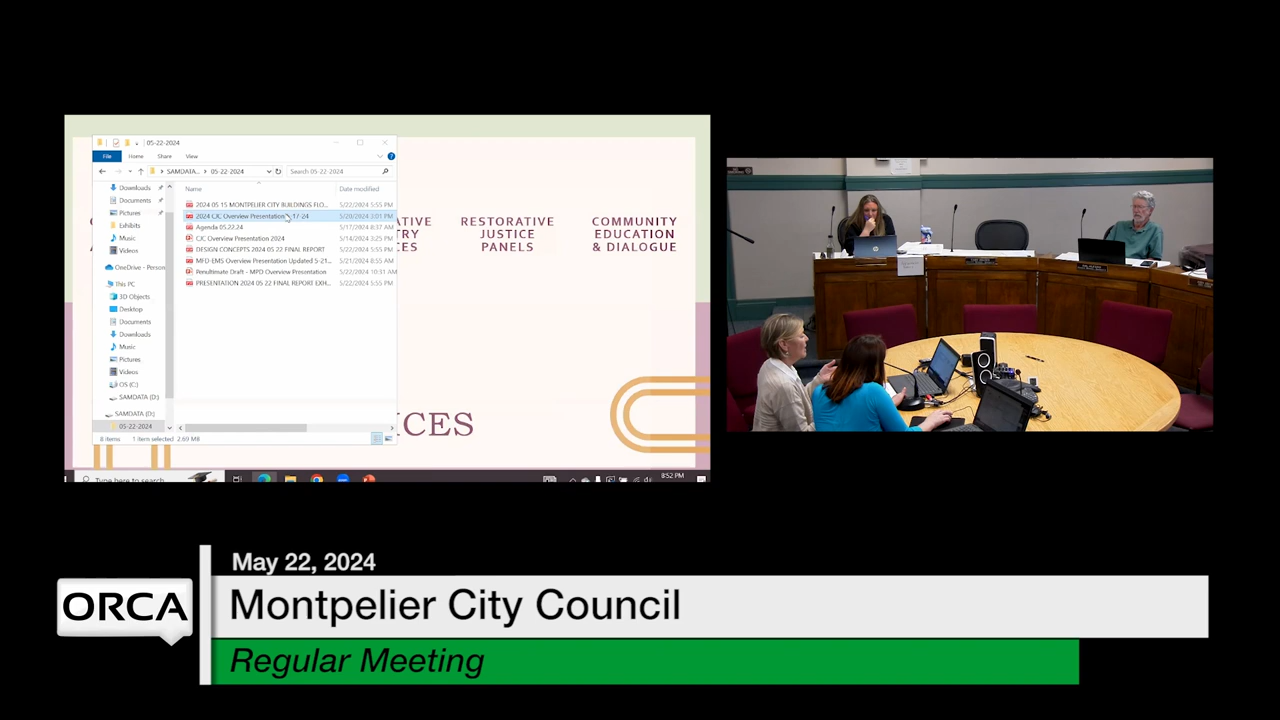 05-22-2024
File Home Share View
SAMDATA... > 05-22-2024
Search 05-22-2024
Name
Date modified
Downloads
Documents
Pictures
Exhibits
Music
Videos
OneDrive - Person
This PC
3D Objects
Desktop
Documents
Downloads
Music
Pictures
Videos
OS (C:)
SAMDATA (D:)
SAMDATA (D:)
05-22-2024
2024 05 15 MONTPELIER CITY BUILDINGS FLO... 5/22/2024 5:55 PM
2024 CJC Overview Presentation 17-24 5/20/2024 3:01 PM
Agenda 05.22.24 5/17/2024 8:37 AM
CJC Overview Presentation 2024 5/14/2024 3:25 PM
DESIGN CONCEPTS 2024 05 22 FINAL REPORT 5/22/2024 5:55 PM
MFD-EMS Overview Presentation Updated 5-21... 5/21/2024 8:55 AM
Penultimate Draft - MPD Overview Presentation 5/22/2024 10:31 AM
PRESENTATION 2024 05 22 FINAL REPORT EXH... 5/22/2024 5:55 PM
8 items 1 item selected 2.69 MB
RESTORATIVE
JUSTICE
PANELS
COMMUNITY
EDUCATION
& DIALOGUE
ICES
Type here to search
8:52 PM
hp
May 22, 2024
ORCA
Montpelier City Council
Regular Meeting